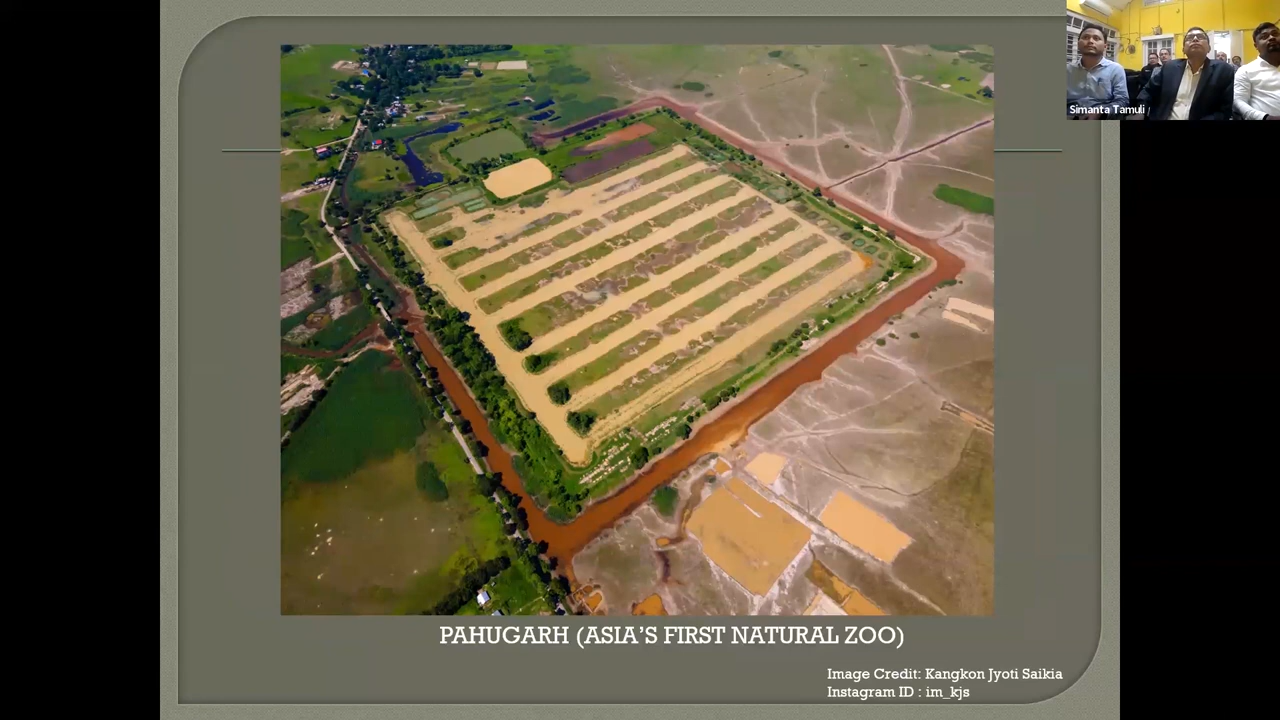 Simanta Tamuli
PAHUGARH (ASIA'S FIRST NATURAL ZOO)
Image Credit: Kangkon Jyoti Saikia
Instagram ID : im_kjs